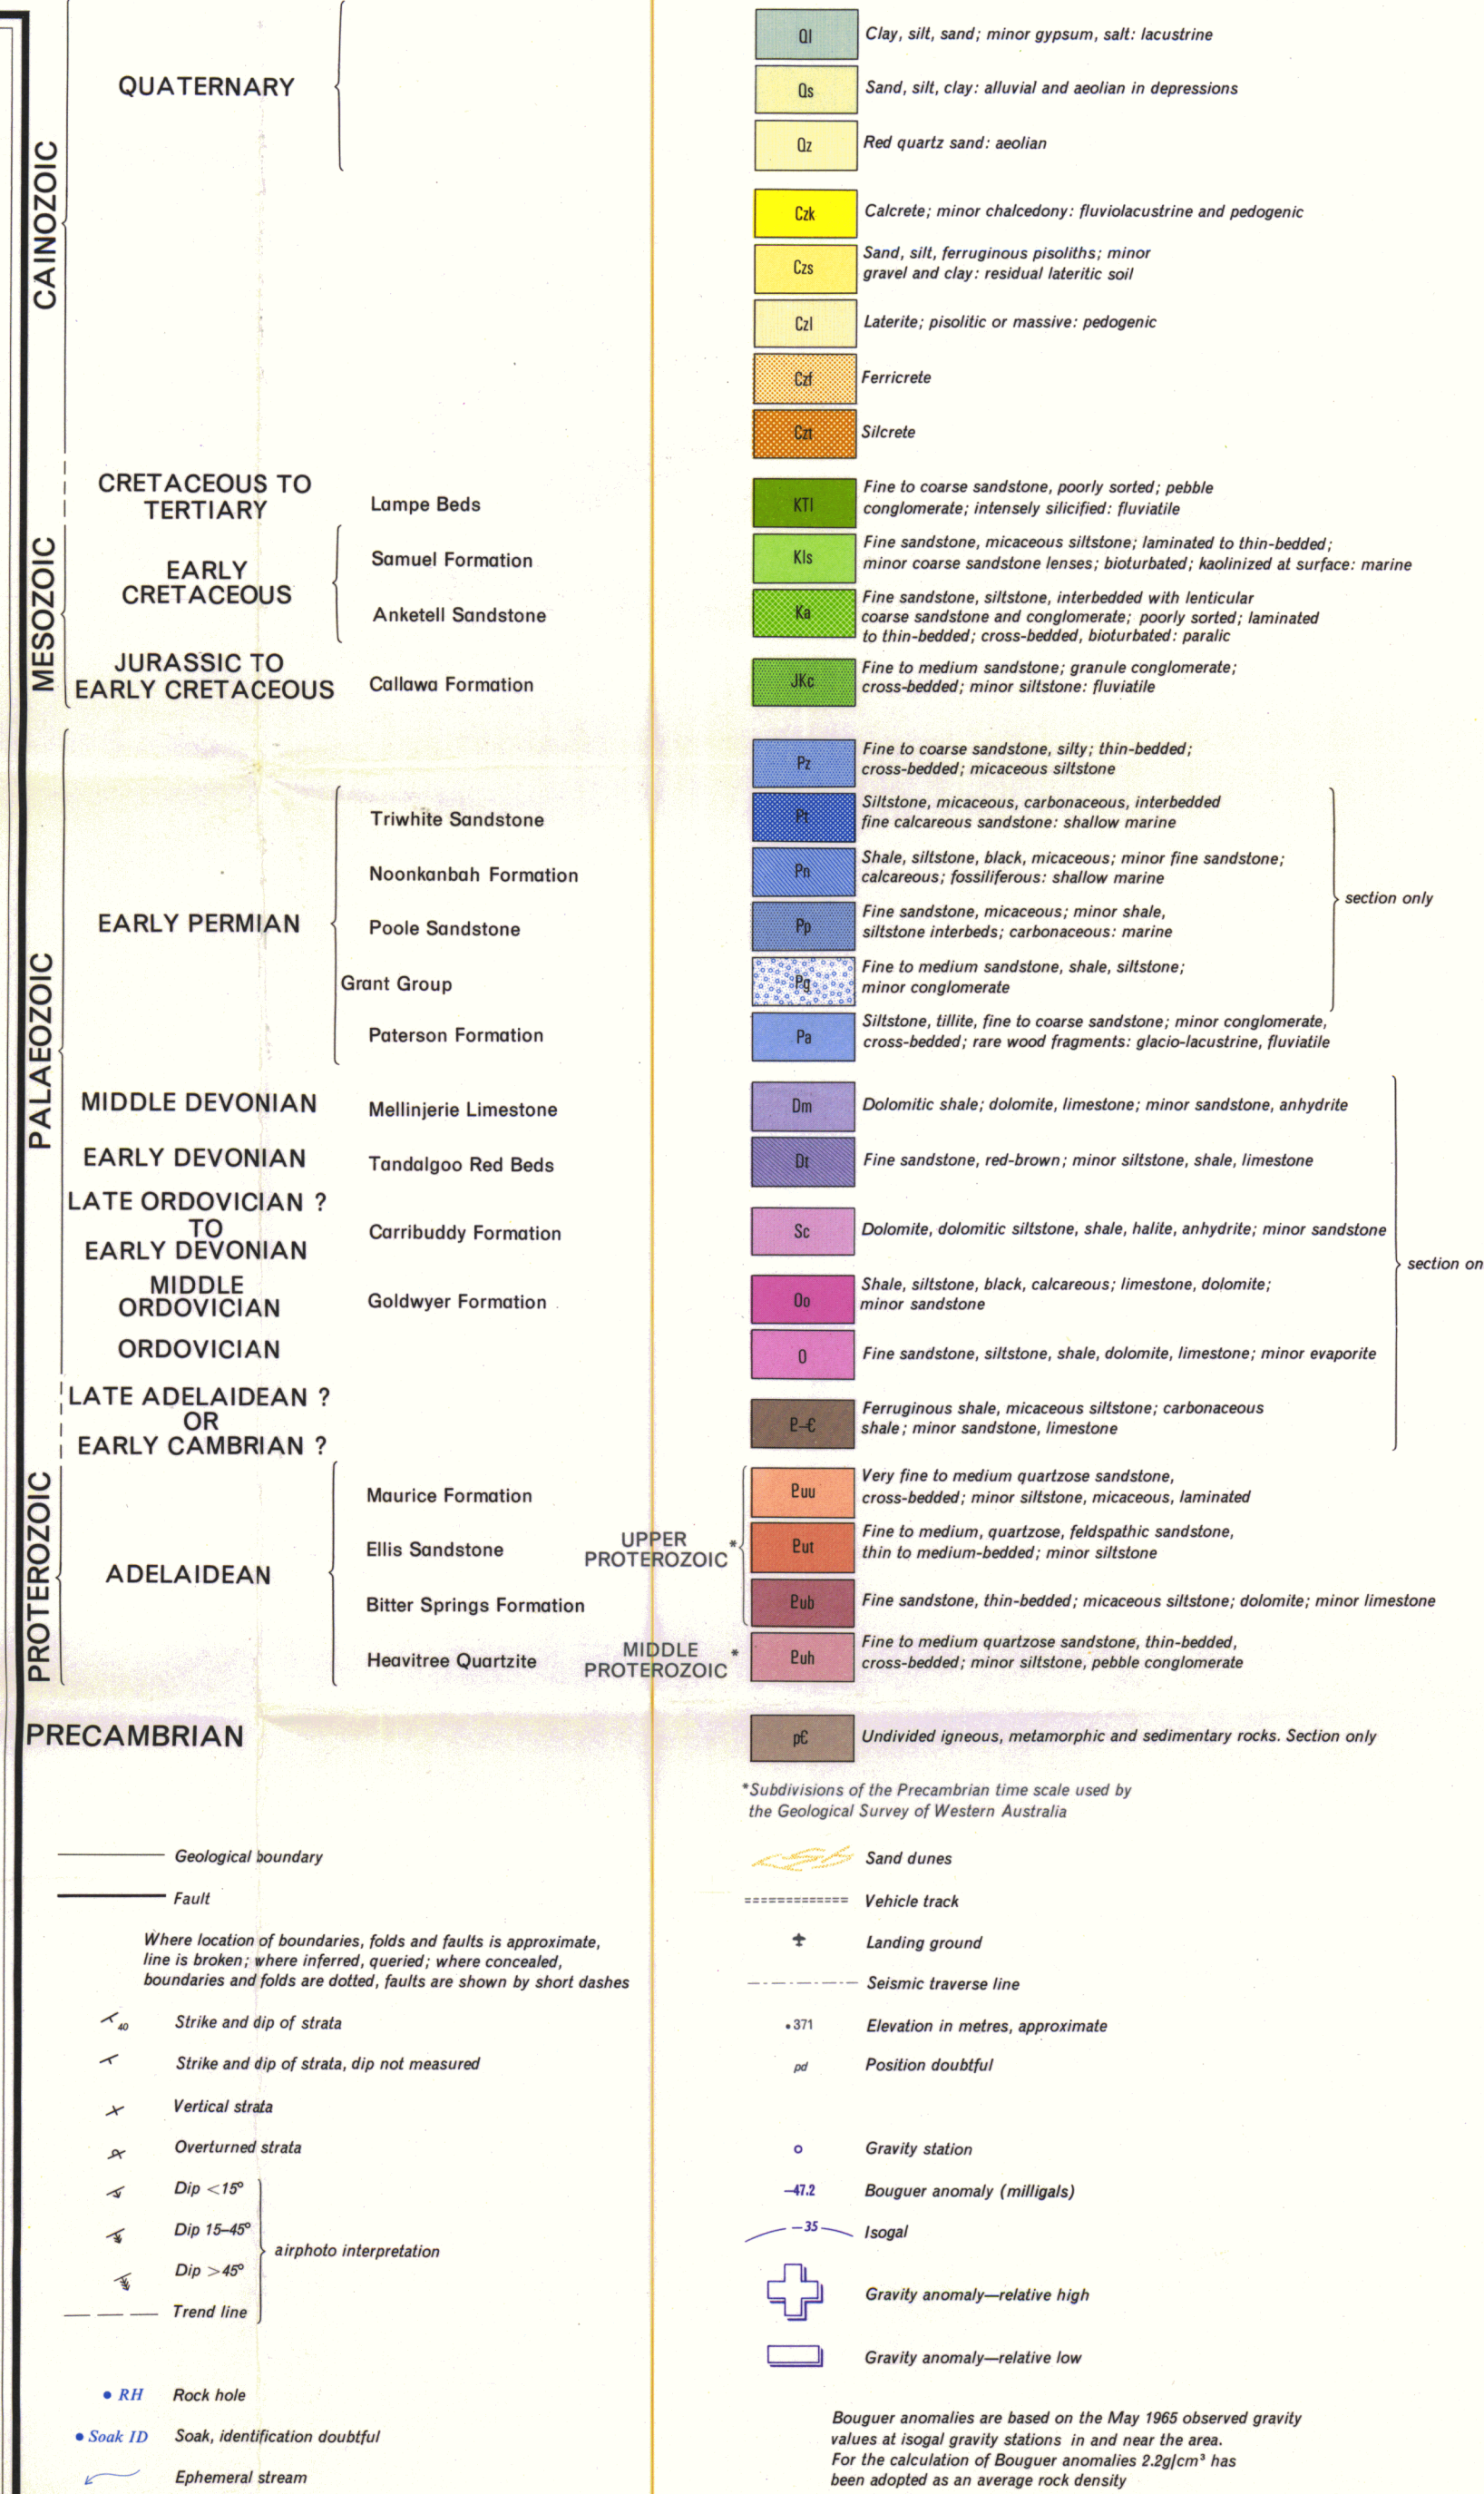 CAINOZOIC
QUATERNARY
Ql Clay, silt, sand; minor gypsum, salt: lacustrine
Qs Sand, silt, clay: alluvial and aeolian in depressions
Qz Red quartz sand: aeolian
Czk Calcrete; minor chalcedony: fluviolacustrine and pedogenic
Czs Sand, silt, ferruginous pisoliths; minor
gravel and clay: residual lateritic soil
Czl Laterite; pisolitic or massive: pedogenic
Czf Ferricrete
Czt Silcrete
MESOZOIC
CRETACEOUS TO
TERTIARY
Lampe Beds
KTl Fine to coarse sandstone, poorly sorted; pebble
conglomerate; intensely silicified: fluviatile
EARLY
CRETACEOUS
Samuel Formation
Kls Fine sandstone, micaceous siltstone; laminated to thin-bedded;
minor coarse sandstone lenses; bioturbated; kaolinized at surface: marine
Anketell Sandstone
Ka Fine sandstone, siltstone, interbedded with lenticular
coarse sandstone and conglomerate; poorly sorted; laminated
to thin-bedded; cross-bedded, bioturbated: paralic
JURASSIC TO
EARLY CRETACEOUS
Callawa Formation
JKc Fine to medium sandstone; granule conglomerate;
cross-bedded; minor siltstone: fluviatile
PALAEOZOIC
Pz Fine to coarse sandstone, silty; thin-bedded;
cross-bedded; micaceous siltstone
EARLY PERMIAN
Triwhite Sandstone
Pt Siltstone, micaceous, carbonaceous, interbedded
fine calcareous sandstone: shallow marine
Noonkanbah Formation
Pn Shale, siltstone, black, micaceous; minor fine sandstone;
calcareous; fossiliferous: shallow marine
section only
Poole Sandstone
Pp Fine sandstone, micaceous; minor shale,
siltstone interbeds; carbonaceous: marine
Grant Group
Pg Fine to medium sandstone, shale, siltstone;
minor conglomerate
Paterson Formation
Pa Siltstone, tillite, fine to coarse sandstone; minor conglomerate,
cross-bedded; rare wood fragments: glacio-lacustrine, fluviatile
MIDDLE DEVONIAN
Mellinjerie Limestone
Dm Dolomitic shale; dolomite, limestone; minor sandstone, anhydrite
EARLY DEVONIAN
Tandalgoo Red Beds
Dt Fine sandstone, red-brown; minor siltstone, shale, limestone
LATE ORDOVICIAN ?
TO
EARLY DEVONIAN
Carribuddy Formation
Sc Dolomite, dolomitic siltstone, shale, halite, anhydrite; minor sandstone
section on
MIDDLE
ORDOVICIAN
Goldwyer Formation
Oo Shale, siltstone, black, calcareous; limestone, dolomite;
minor sandstone
ORDOVICIAN
O Fine sandstone, siltstone, shale, dolomite, limestone; minor evaporite
LATE ADELAIDEAN ?
OR
EARLY CAMBRIAN ?
P-Є Ferruginous shale, micaceous siltstone; carbonaceous
shale; minor sandstone, limestone
PROTEROZOIC
ADELAIDEAN
Maurice Formation
Puu Very fine to medium quartzose sandstone,
cross-bedded; minor siltstone, micaceous, laminated
Ellis Sandstone
UPPER
PROTEROZOIC *
Put Fine to medium, quartzose, feldspathic sandstone,
thin to medium-bedded; minor siltstone
Bitter Springs Formation
Pub Fine sandstone, thin-bedded; micaceous siltstone; dolomite; minor limestone
Heavitree Quartzite
MIDDLE
PROTEROZOIC *
Puh Fine to medium quartzose sandstone, thin-bedded,
cross-bedded; minor siltstone, pebble conglomerate
PRECAMBRIAN
pЄ Undivided igneous, metamorphic and sedimentary rocks. Section only
*Subdivisions of the Precambrian time scale used by
the Geological Survey of Western Australia
Geological boundary
Fault
Where location of boundaries, folds and faults is approximate,
line is broken; where inferred, queried; where concealed,
boundaries and folds are dotted, faults are shown by short dashes
40 Strike and dip of strata
Strike and dip of strata, dip not measured
Vertical strata
Overturned strata
Dip <15°
Dip 15–45°
airphoto interpretation
Dip >45°
Trend line
RH Rock hole
Soak ID Soak, identification doubtful
Ephemeral stream
Sand dunes
Vehicle track
Landing ground
Seismic traverse line
371 Elevation in metres, approximate
pd Position doubtful
Gravity station
–47.2 Bouguer anomaly (milligals)
–35 Isogal
Gravity anomaly—relative high
Gravity anomaly—relative low
Bouguer anomalies are based on the May 1965 observed gravity
values at isogal gravity stations in and near the area.
For the calculation of Bouguer anomalies 2.2g/cm³ has
been adopted as an average rock density